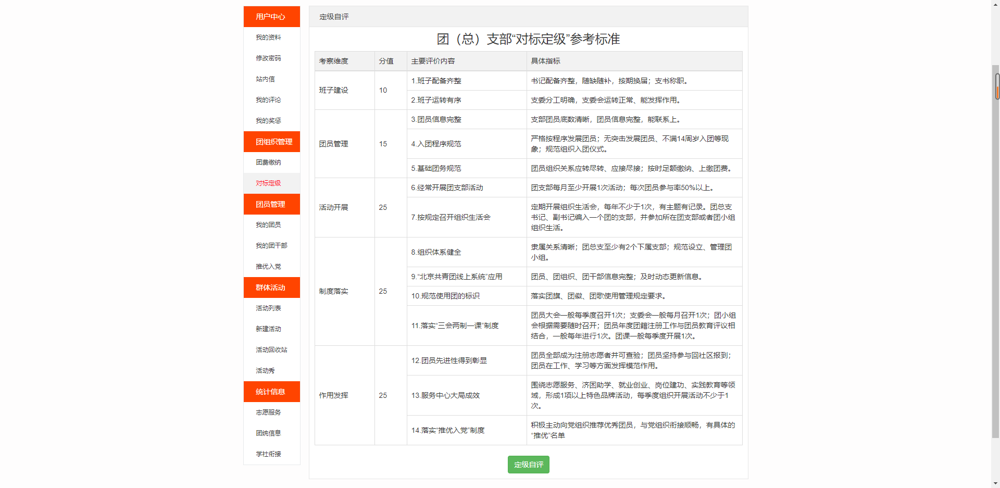 用户中心
我的资料
修改密码
站内信
我的评论
我的奖惩
团组织管理
团费缴纳
对标定级
团员管理
我的团员
我的团干部
推优入党
群体活动
活动列表
新建活动
活动回收站
活动秀
统计信息
志愿服务
团统信息
学社衔接
定级自评
团（总）支部“对标定级”参考标准
考察维度 分值 主要评价内容 具体指标
班子建设 10 1.班子配备齐整 书记配备齐整，随缺随补，按期换届；支书称职。
2.班子运转有序 支委分工明确，支委会运转正常、能发挥作用。
团员管理 15 3.团员信息完整 支部团员底数清晰，团员信息完整，能联系上。
4.入团程序规范 严格按程序发展团员；无突击发展团员、不满14周岁入团等现
象；规范组织入团仪式。
5.基础团务规范 团员组织关系应转尽转、应接尽接；按时足额缴纳、上缴团费。
活动开展 25 6.经常开展团支部活动 团支部每月至少开展1次活动；每次团员参与率50%以上。
7.按规定召开组织生活会 定期开展组织生活会，每年不少于1次，有主题有记录。团总支
书记、副书记编入一个团的支部，并参加所在团支部或者团小组
组织生活。
制度落实 25 8.组织体系健全 隶属关系清晰；团总支至少有2个下属支部；规范设立、管理团
小组。
9.“北京共青团线上系统”应用 团员、团组织、团干部信息完整；及时动态更新信息。
10.规范使用团的标识 落实团旗、团徽、团歌使用管理规定要求。
11.落实“三会两制一课”制度 团员大会一般每季度召开1次；支委会一般每月召开1次；团小组
会根据需要随时召开；团员年度团籍注册工作与团员教育评议相
结合，一般每年进行1次。团课一般每季度开展1次。
作用发挥 25 12.团员先进性得到彰显 团员全部成为注册志愿者并可查验；团员坚持参与回社区报到；
团员在工作、学习等方面发挥模范作用。
13.服务中心大局成效 围绕志愿服务、济困助学、就业创业、岗位建功、实践教育等领
域，形成1项以上特色品牌活动，每季度组织开展活动不少于1
次。
14.落实“推优入党”制度 积极主动向党组织推荐优秀团员，与党组织衔接顺畅，有具体的
“推优”名单
定级自评